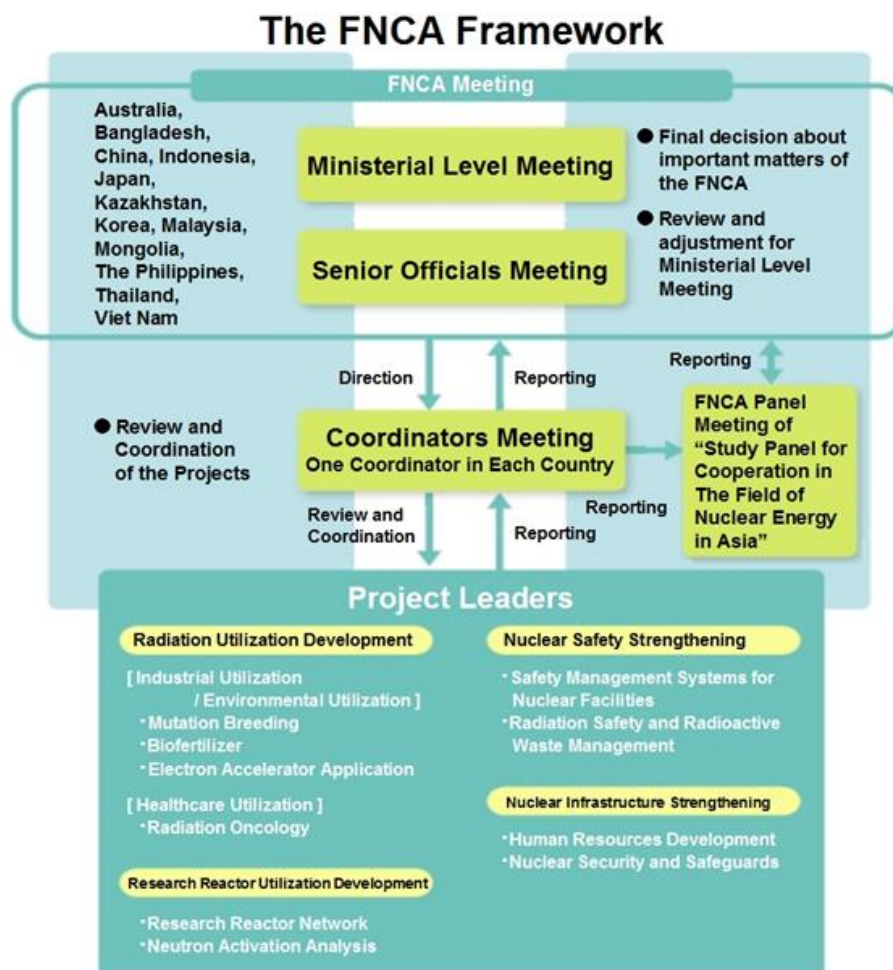 The FNCA Framework
FNCA Meeting
Australia,
Bangladesh,
China, Indonesia,
Japan,
Kazakhstan,
Korea, Malaysia,
Mongolia,
The Philippines,
Thailand,
Viet Nam
Ministerial Level Meeting
Senior Officials Meeting
● Final decision about
important matters of
the FNCA
● Review and
adjustment for
Ministerial Level
Meeting
Direction
Reporting
Reporting
● Review and
Coordination
of the Projects
Coordinators Meeting
One Coordinator in Each Country
FNCA Panel
Meeting of
“Study Panel for
Cooperation in
The Field of
Nuclear Energy
in Asia”
Reporting
Review and
Coordination
Reporting
Project Leaders
Radiation Utilization Development
[ Industrial Utilization
/ Environmental Utilization ]
・Mutation Breeding
・Biofertilizer
・Electron Accelerator Application
[ Healthcare Utilization ]
・Radiation Oncology
Research Reactor Utilization Development
・Research Reactor Network
・Neutron Activation Analysis
Nuclear Safety Strengthening
・Safety Management Systems for
Nuclear Facilities
・Radiation Safety and Radioactive
Waste Management
Nuclear Infrastructure Strengthening
・Human Resources Development
・Nuclear Security and Safeguards